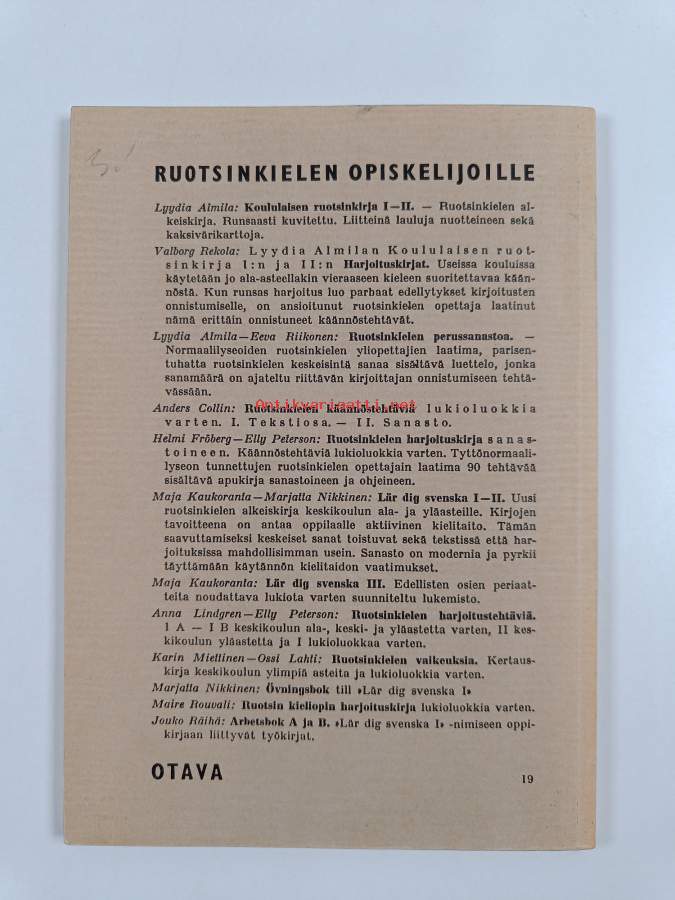 RUOTSINKIELEN OPISKELIJOILLE
Lyydia Almila: Koululaisen ruotsinkirja I—II. — Ruotsinkielen al-
keiskirja. Runsaasti kuvitettu. Liitteinä lauluja nuotteineen sekä
kaksivärikarttoja.
Valborg Rekola: Lyydia Almilan Koululaisen ruot-
sinkirja I:n ja II:n Harjoituskirjat. Useissa kouluissa
käytetään jo ala-asteellakin vieraaseen kieleen suoritettavaa kään-
nöstä. Kun runsas harjoitus luo parhaat edellytykset kirjoitusten
onnistumiselle, on ansioitunut ruotsinkielen opettaja laatinut
nämä erittäin onnistuneet käännöstehtävät.
Lyydia Almila—Eeva Riikonen: Ruotsinkielen perussanastoa. —
Normaalilyseoiden ruotsinkielen yliopettajien laatima, parisen-
tuhatta ruotsinkielen keskeisintä sanaa sisältävä luettelo, jonka
sanamäärä on ajateltu riittävän kirjoittajan onnistumiseen tehtä-
vässään.
Antikvariaatti.net
Anders Collin: Ruotsinkielen käännöstehtäviä lukioluokkia
varten. I. Tekstiosa. — II. Sanasto.
Helmi Fröberg—Elly Peterson: Ruotsinkielen harjoituskirja sanas-
toineen. Käännöstehtäviä lukioluokkia varten. Tyttönormaali-
lyseon tunnettujen ruotsinkielen opettajain laatima 90 tehtävää
sisältävä apukirja sanastoineen ja ohjeineen.
Maja Kaukoranta—Marjatta Nikkinen: Lär dig svenska I—II. Uusi
ruotsinkielen alkeiskirja keskikoulun ala- ja yläasteille. Kirjojen
tavoitteena on antaa oppilaalle aktiivinen kielitaito. Tämän
saavuttamiseksi keskeiset sanat toistuvat sekä tekstissä että har-
joituksissa mahdollisimman usein. Sanasto on modernia ja pyrkii
täyttämään käytännön kielitaidon vaatimukset.
Maja Kaukoranta: Lär dig svenska III. Edellisten osien periaat-
teita noudattava lukiota varten suunniteltu lukemisto.
Anna Lindgren—Elly Peterson: Ruotsinkielen harjoitustehtäviä.
I A — I B keskikoulun ala-, keski- ja yläastetta varten, II kes-
kikoulun yläastetta ja I lukioluokkaa varten.
Karin Miettinen—Ossi Lahti: Ruotsinkielen vaikeuksia. Kertaus-
kirja keskikoulun ylimpiä asteita ja lukioluokkia varten.
Marjatta Nikkinen: Övningsbok till »Lär dig svenska I»
Maire Rouvali: Ruotsin kieliopin harjoituskirja lukioluokkia varten.
Jouko Räihä: Arbetsbok A ja B. »Lär dig svenska I» -nimiseen oppi-
kirjaan liittyvät työkirjat.
OTAVA
19